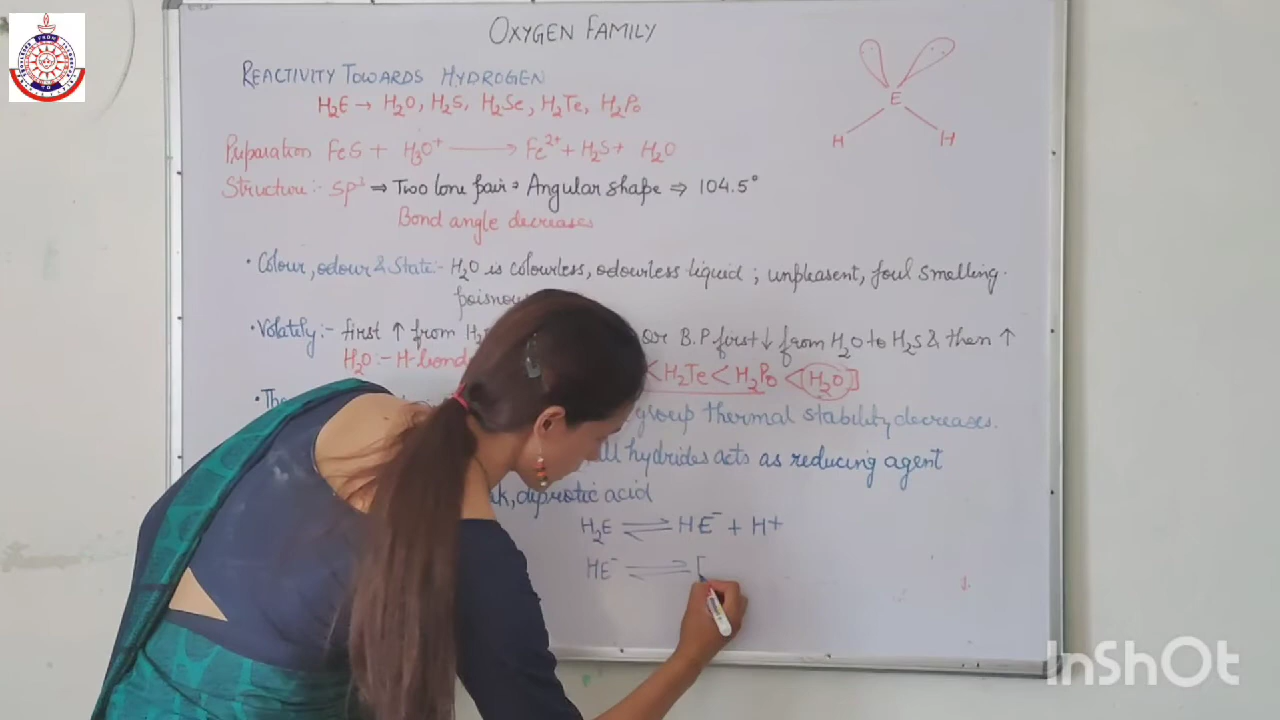 OXYGEN FAMILY
REACTIVITY TOWARDS HYDROGEN
H₂E → H₂O, H₂S, H₂Se, H₂Te, H₂Po
Preparation FeS + H₃O⁺ → Fe²⁺ + H₂S + H₂O
Structure:- sp³ ⇒ Two lone pair ⇒ Angular shape ⇒ 104.5°
Bond angle decreases
E
H H
• Colour, odour & State:- H₂O is colourless, odourless liquid ; unpleasent, foul smelling.
• Volately:- first ↑ from or B.P first ↓ from H₂O to H₂S & then ↑
H₂O:- H-bond
< H₂Te < H₂Po < H₂O]
group thermal stability decreases.
hydrides acts as reducing agent
diprotic acid
H₂E ⇌ HE⁻ + H+
HE⁻ ⇌
InShOt